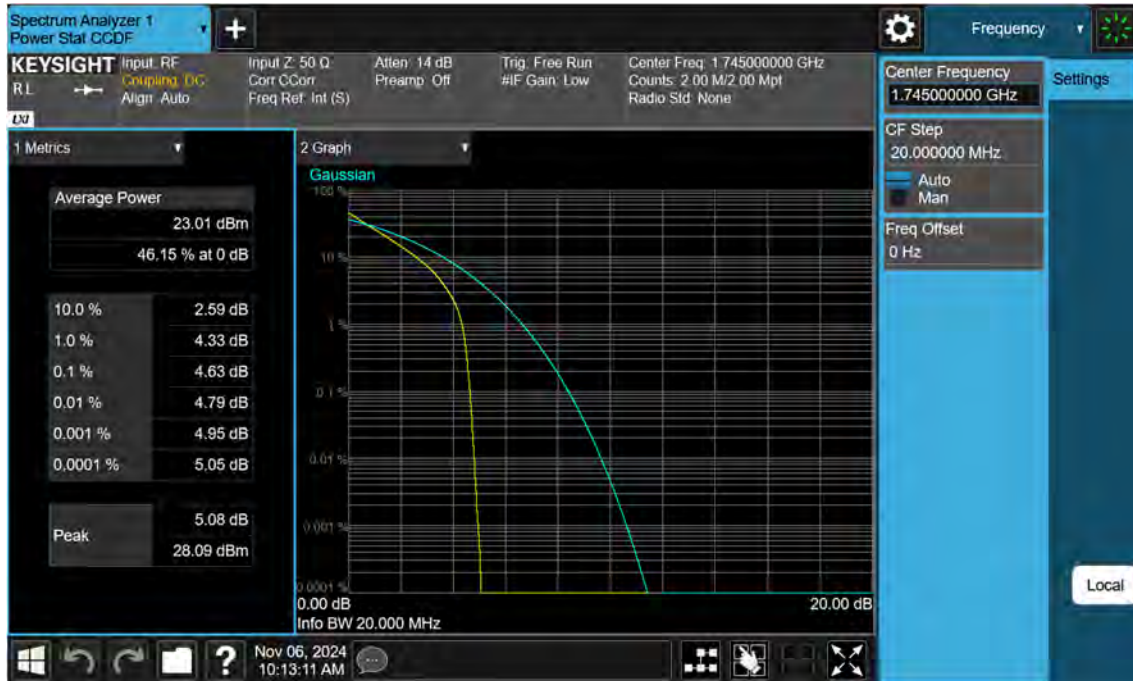 Spectrum Analyzer 1
Power Stat CCDF
+
Frequency
KEYSIGHT
RL
LXI
Input: RF
Coupling: DC
Align: Auto
Input Z: 50 Ω
Corr CCorr
Freq Ref: Int (S)
Atten: 14 dB
Preamp: Off
Trig: Free Run
#IF Gain: Low
Center Freq: 1.745000000 GHz
Counts: 2.00 M/2.00 Mpt
Radio Std: None
Center Frequency
1.745000000 GHz
Settings
CF Step
20.000000 MHz
Auto
Man
Freq Offset
0 Hz
1 Metrics
Average Power
23.01 dBm
46.15 % at 0 dB
10.0 % 2.59 dB
1.0 % 4.33 dB
0.1 % 4.63 dB
0.01 % 4.79 dB
0.001 % 4.95 dB
0.0001 % 5.05 dB
Peak
5.08 dB
28.09 dBm
2 Graph
Gaussian
100 %
10 %
1 %
0.1 %
0.01 %
0.001 %
0.0001 %
0.00 dB 20.00 dB
Info BW 20.000 MHz
Local
?
Nov 06, 2024
10:13:11 AM